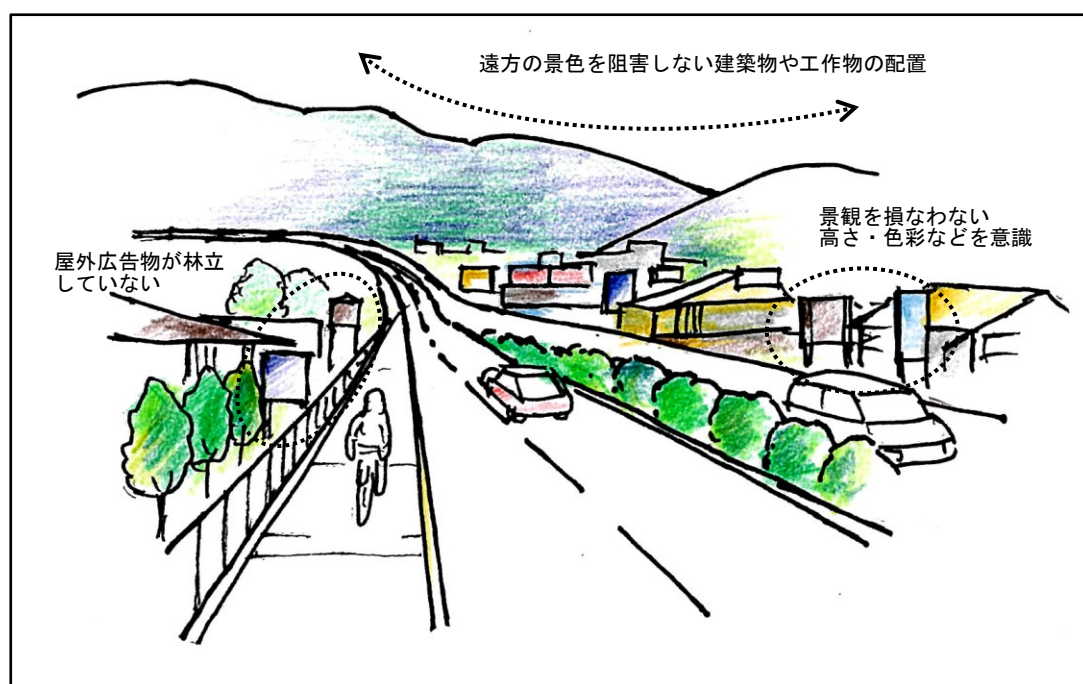 遠方の景色を阻害しない建築物や工作物の配置
景観を損なわない
高さ・色彩などを意識
屋外広告物が林立
していない